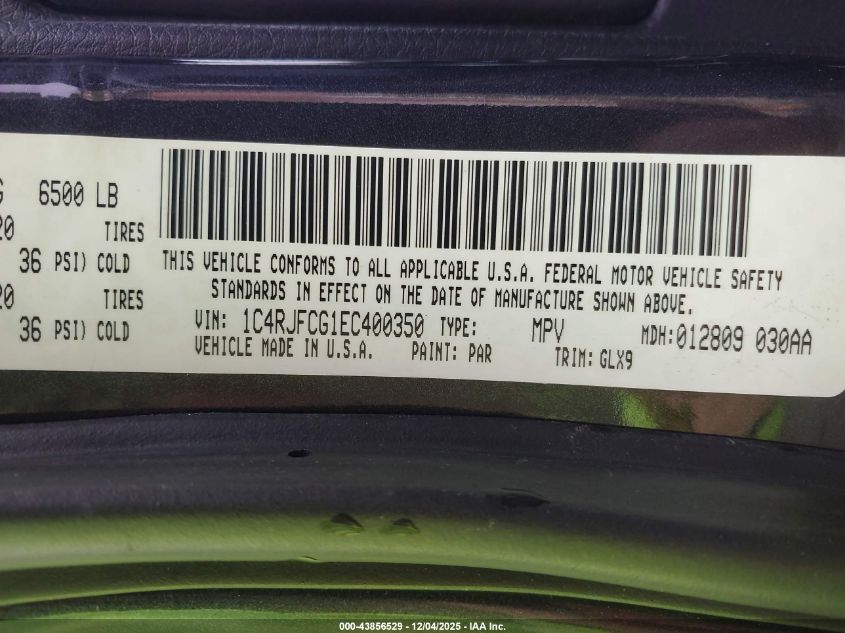 G 6500 LB
20 TIRES
36 PSI) COLD
20 TIRES
36 PSI) COLD
THIS VEHICLE CONFORMS TO ALL APPLICABLE U.S.A. FEDERAL MOTOR VEHICLE SAFETY
STANDARDS IN EFFECT ON THE DATE OF MANUFACTURE SHOWN ABOVE.
VIN: 1C4RJFCG1EC400350 TYPE: MPV MDH:012809 030AA
VEHICLE MADE IN U.S.A. PAINT: PAR TRIM: GLX9
000-43856529 - 12/04/2025 - IAA Inc.